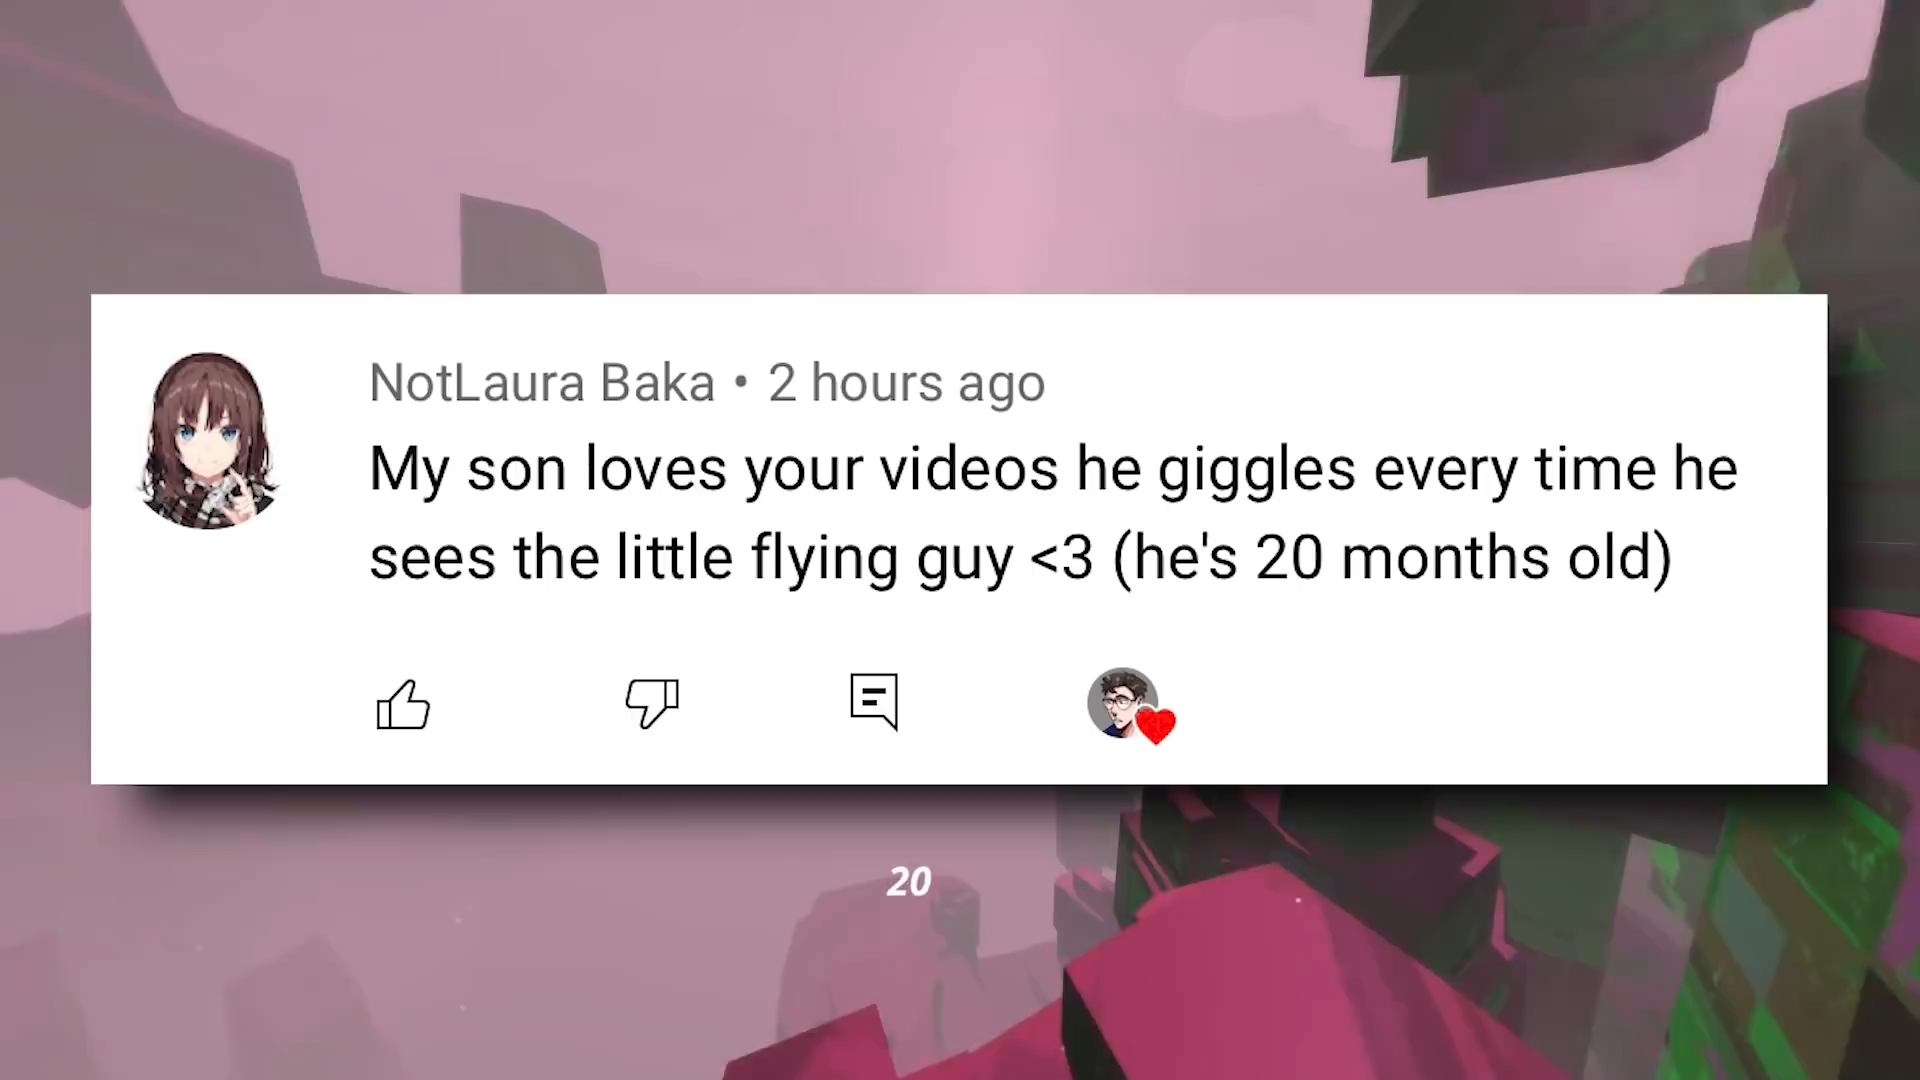 NotLaura Baka • 2 hours ago
My son loves your videos he giggles every time he
sees the little flying guy <3 (he's 20 months old)
20